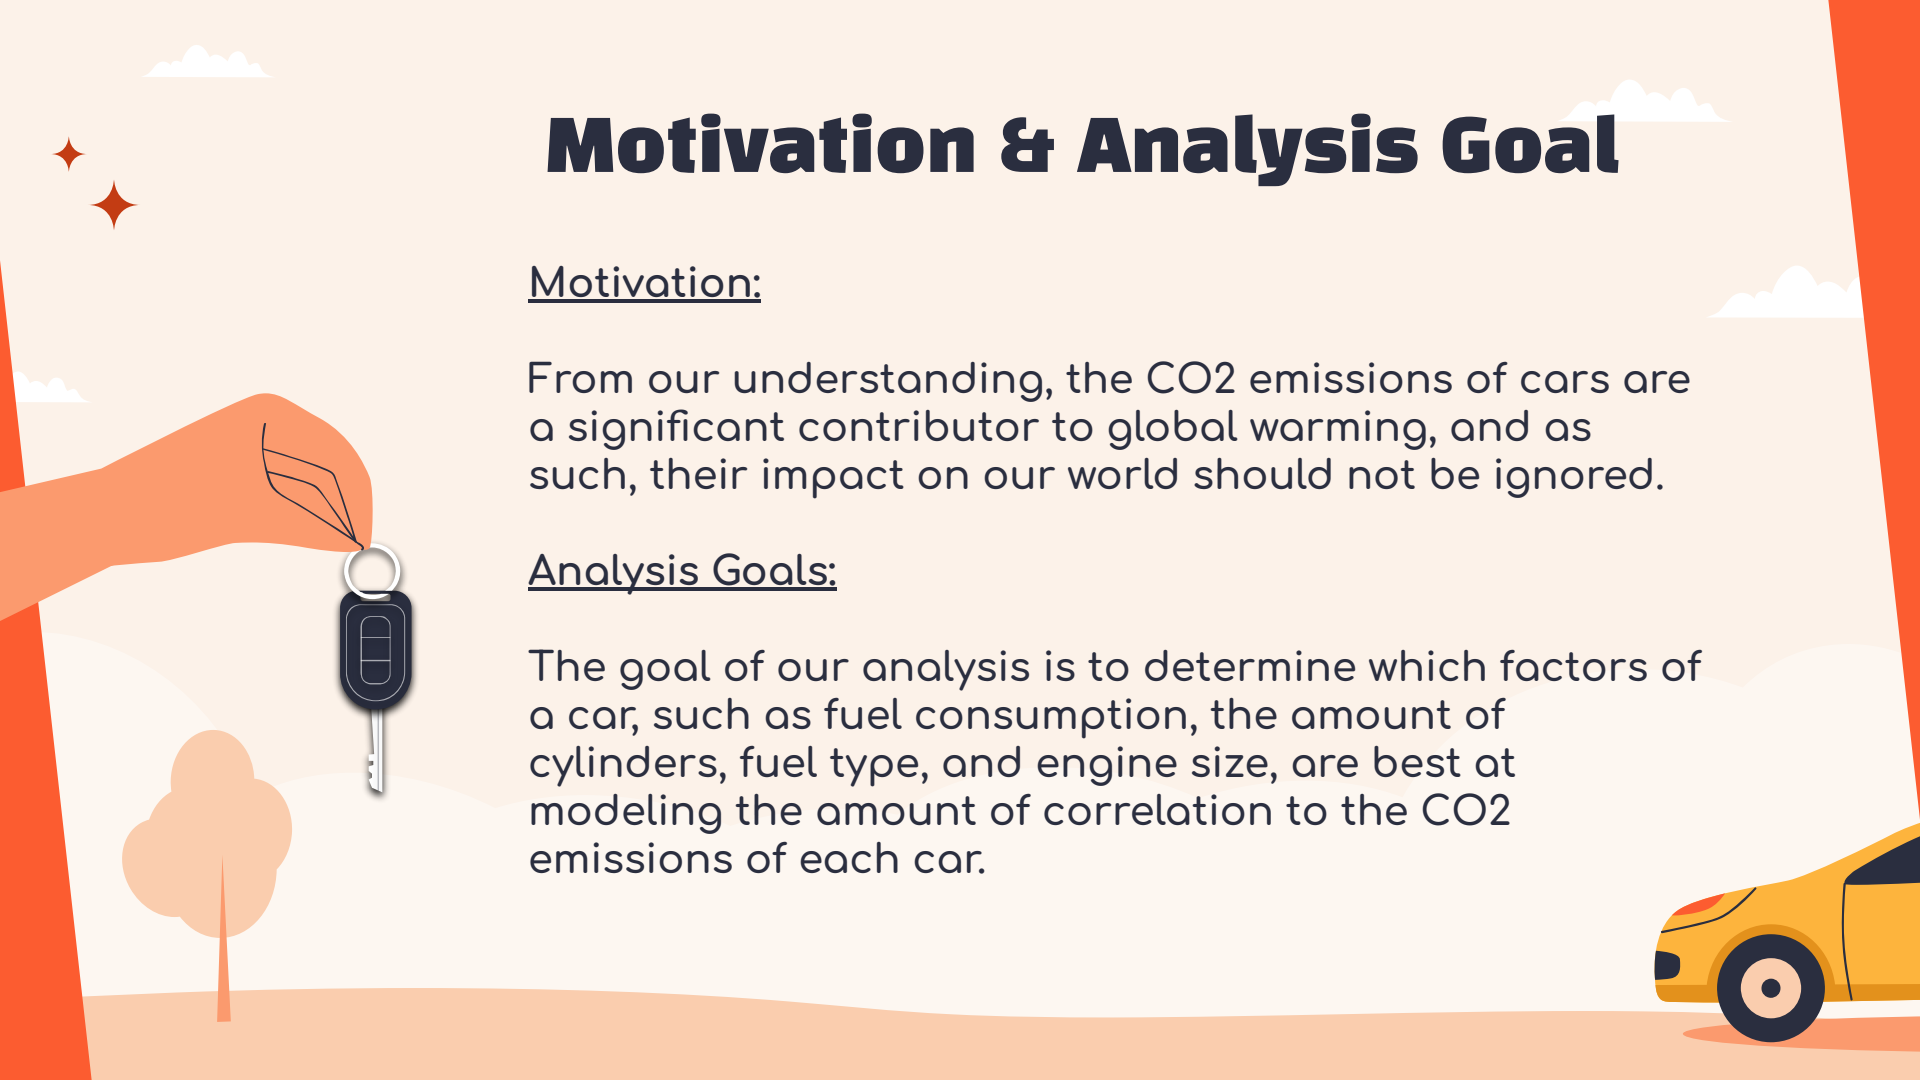 Motivation & Analysis Goal
Motivation:
From our understanding, the CO2 emissions of cars are
a significant contributor to global warming, and as
such, their impact on our world should not be ignored.
Analysis Goals:
The goal of our analysis is to determine which factors of
a car, such as fuel consumption, the amount of
cylinders, fuel type, and engine size, are best at
modeling the amount of correlation to the CO2
emissions of each car.